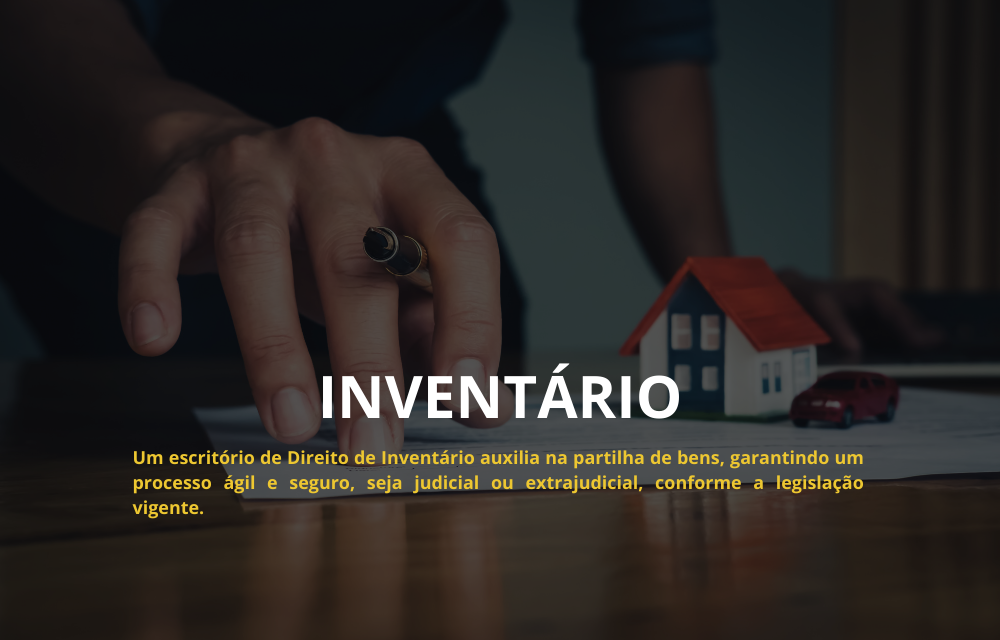 INVENTÁRIO
Um escritório de Direito de Inventário auxilia na partilha de bens, garantindo um
processo ágil e seguro, seja judicial ou extrajudicial, conforme a legislação
vigente.